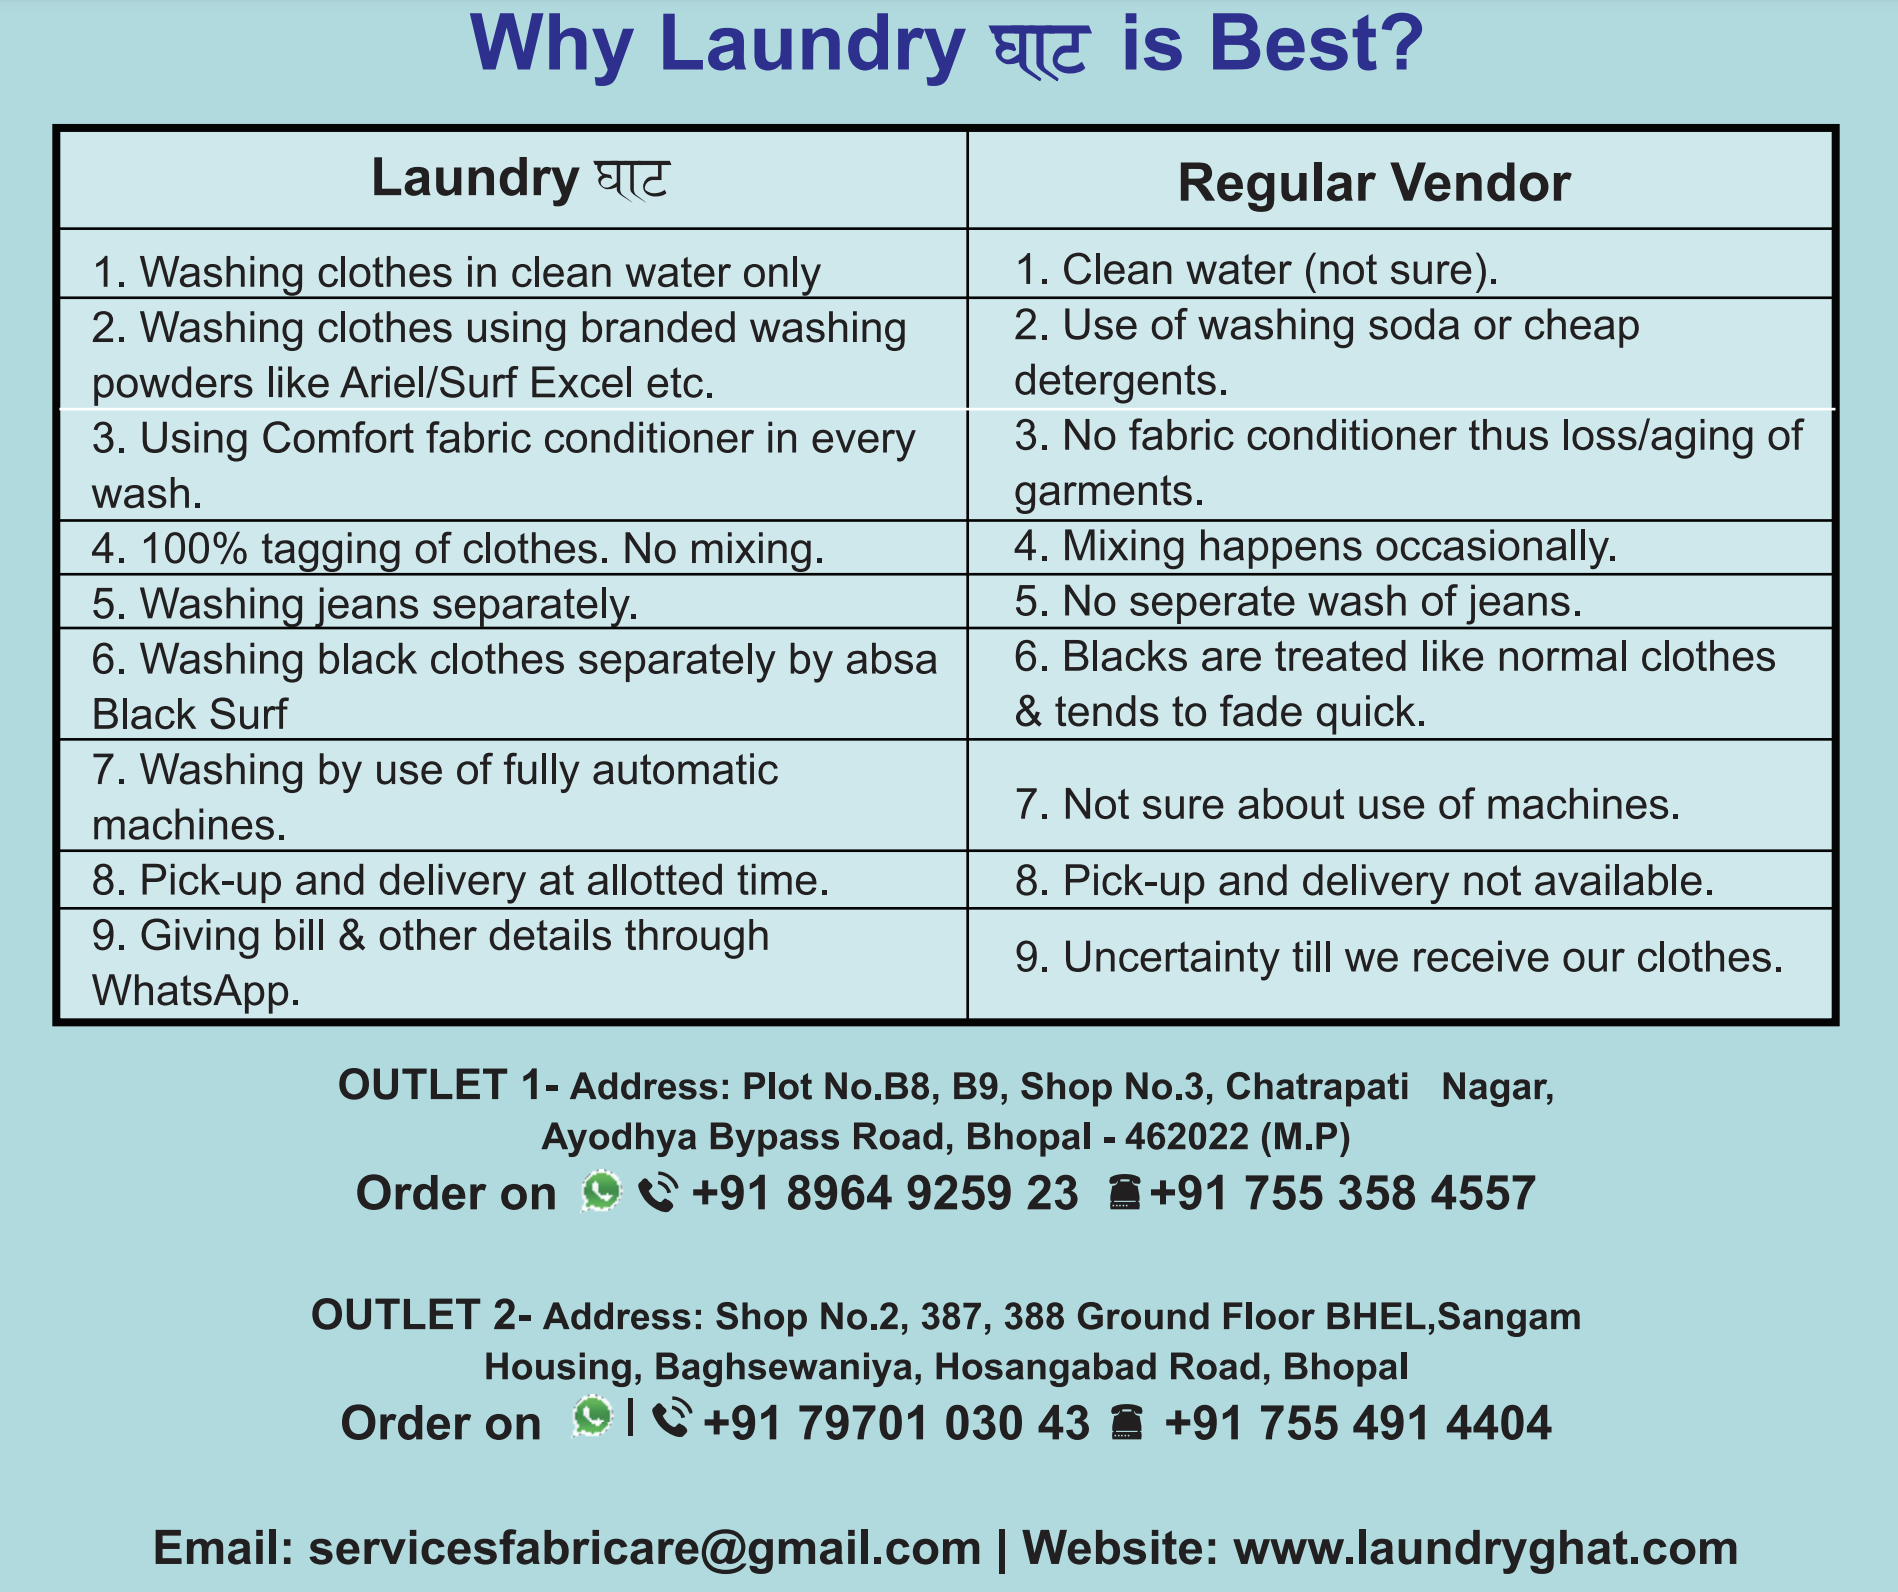 Why Laundry घाट is Best?
Laundry घाट
Regular Vendor
1. Washing clothes in clean water only
1. Clean water (not sure).
2. Washing clothes using branded washing
powders like Ariel/Surf Excel etc.
2. Use of washing soda or cheap
detergents.
3. Using Comfort fabric conditioner in every
wash.
3. No fabric conditioner thus loss/aging of
garments.
4. 100% tagging of clothes. No mixing.
4. Mixing happens occasionally.
5. Washing jeans separately.
5. No seperate wash of jeans.
6. Washing black clothes separately by absa
Black Surf
6. Blacks are treated like normal clothes
& tends to fade quick.
7. Washing by use of fully automatic
machines.
7. Not sure about use of machines.
8. Pick-up and delivery at allotted time.
8. Pick-up and delivery not available.
9. Giving bill & other details through
WhatsApp.
9. Uncertainty till we receive our clothes.
OUTLET 1- Address: Plot No.B8, B9, Shop No.3, Chatrapati Nagar,
Ayodhya Bypass Road, Bhopal - 462022 (M.P)
Order on +91 8964 9259 23 +91 755 358 4557
OUTLET 2- Address: Shop No.2, 387, 388 Ground Floor BHEL,Sangam
Housing, Baghsewaniya, Hosangabad Road, Bhopal
Order on | +91 79701 030 43 +91 755 491 4404
Email: servicesfabricare@gmail.com | Website: www.laundryghat.com